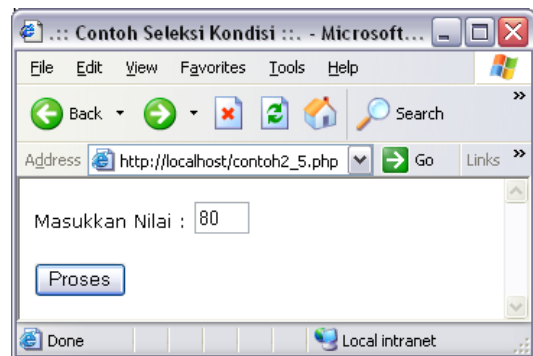 .:: Contoh Seleksi Kondisi ::. - Microsoft...
File Edit View Favorites Tools Help
Back Search »
Address http://localhost/contoh2_5.php Go Links »
Masukkan Nilai : 80
Proses
Done Local intranet